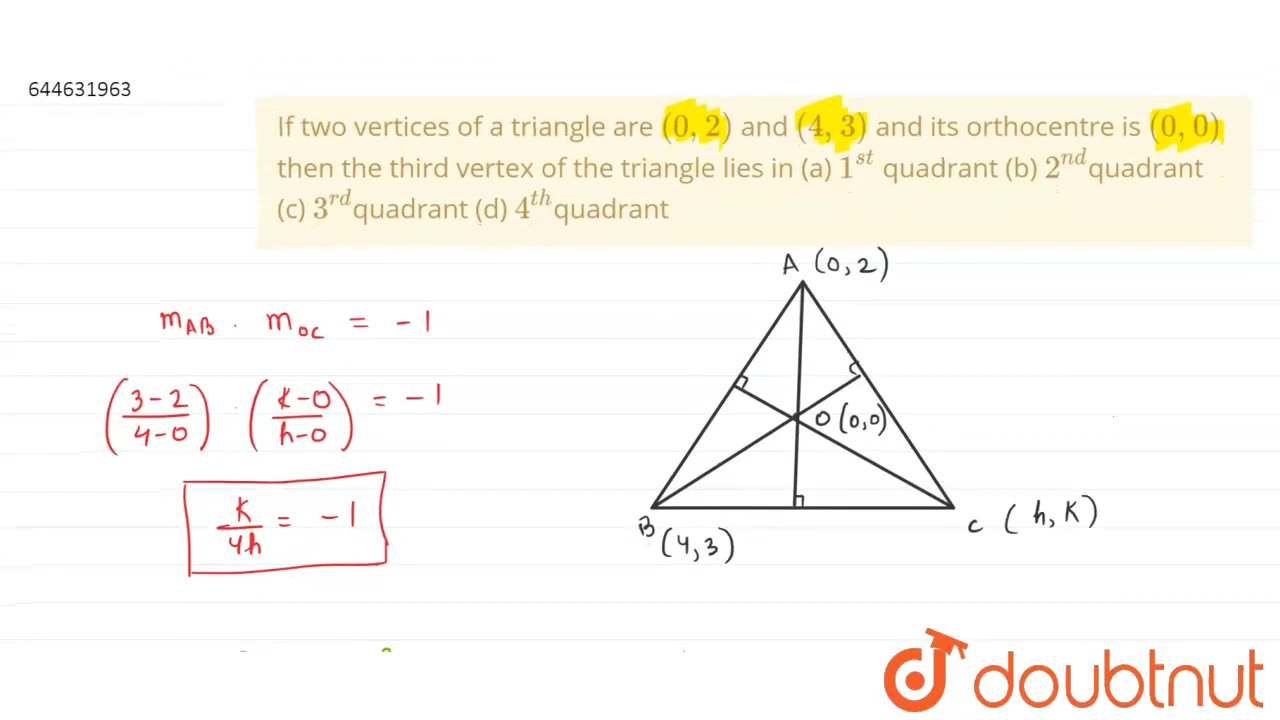 644631963
If two vertices of a triangle are (0, 2) and (4, 3) and its orthocentre is (0, 0)
then the third vertex of the triangle lies in (a) 1^st quadrant (b) 2^nd quadrant
(c) 3^rd quadrant (d) 4^th quadrant
A (0, 2)
m_AB . m_OC = -1
(3-2/4-0) . (k-0/h-0) = -1
O (0,0)
k/4h = -1
B (4, 3)
C (h, k)
doubtnut